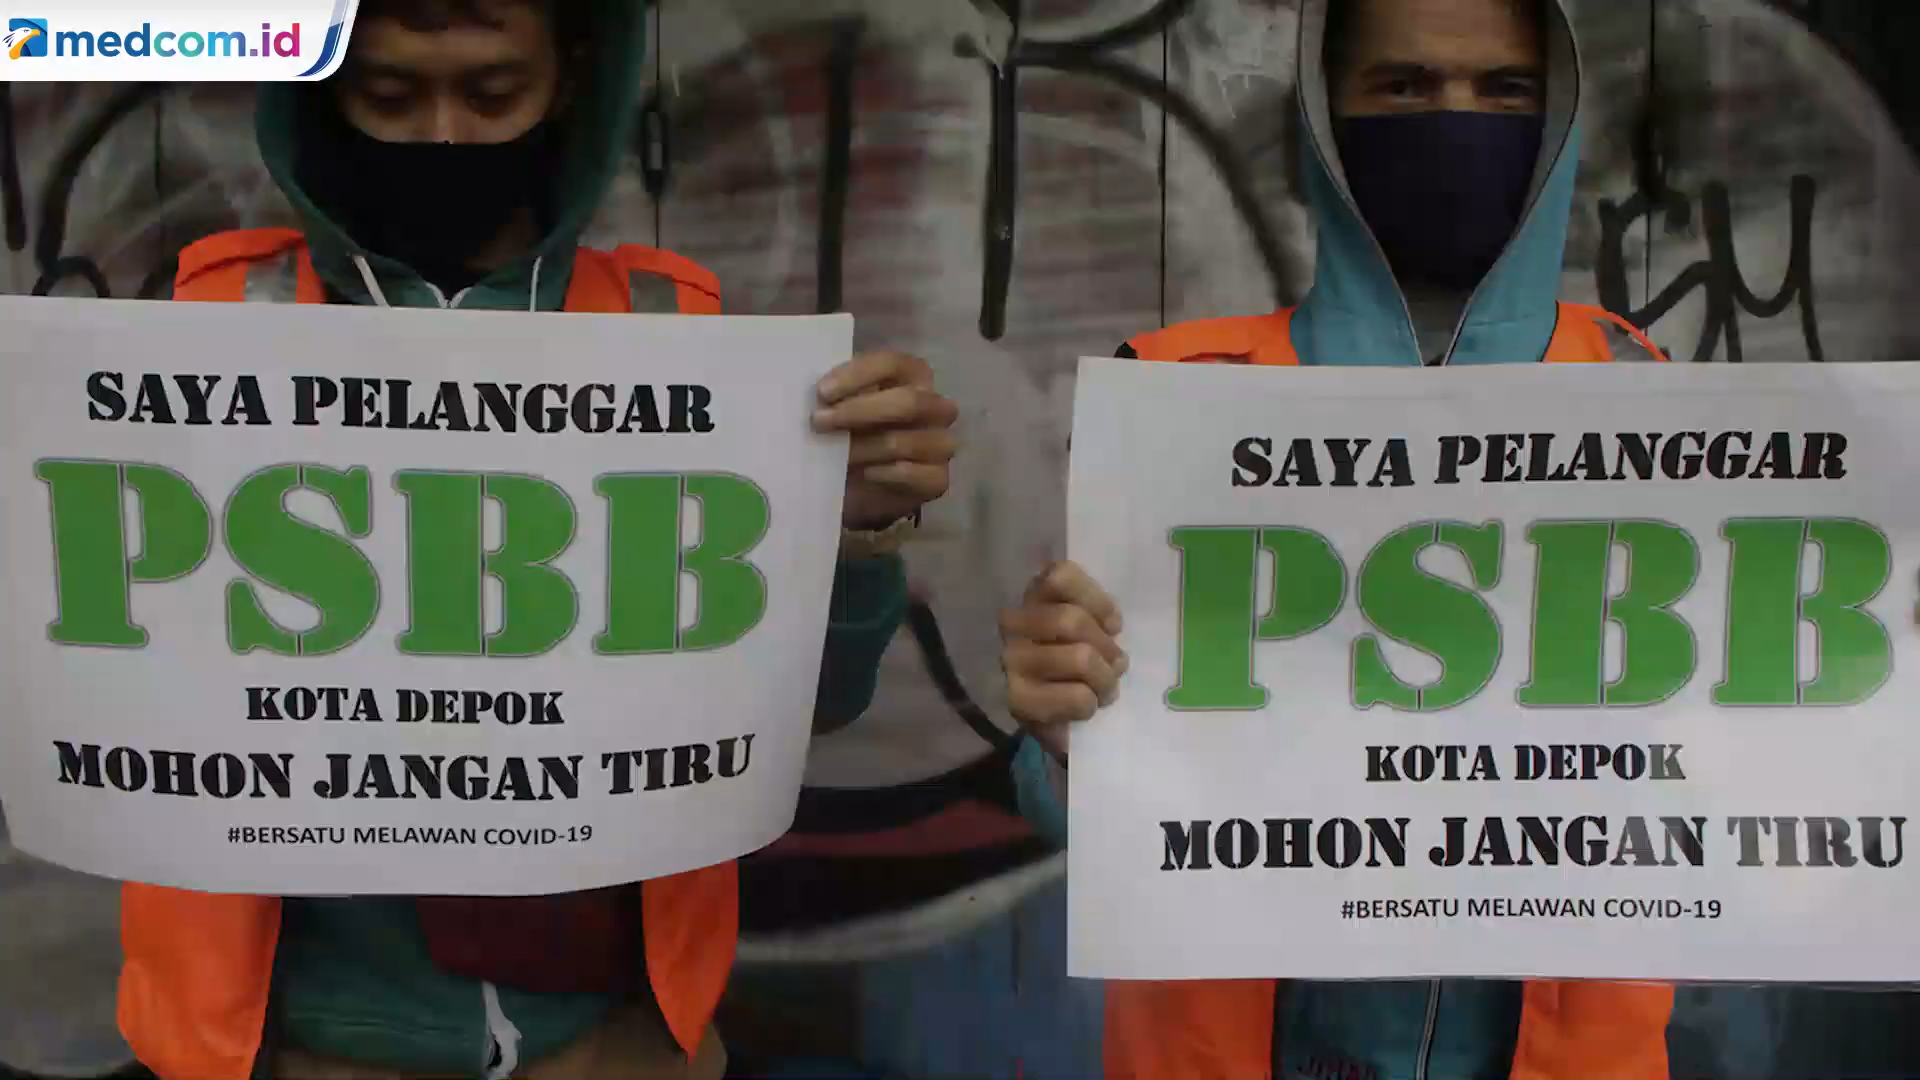 medcom.id
SAYA PELANGGAR
PSBB
KOTA DEPOK
MOHON JANGAN TIRU
#BERSATU MELAWAN COVID-19
SAYA PELANGGAR
PSBB
KOTA DEPOK
MOHON JANGAN TIRU
#BERSATU MELAWAN COVID-19